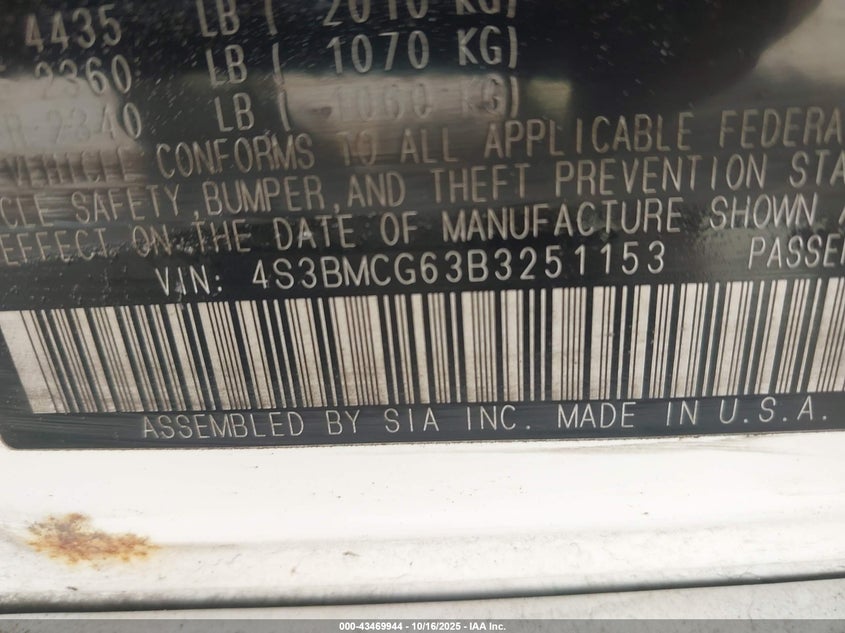 4435 LB ( 2010 KG)
2360 LB ( 1070 KG)
R 2340 LB ( 1060 KG)
VEHICLE CONFORMS TO ALL APPLICABLE FEDERA
CLE SAFETY, BUMPER, AND THEFT PREVENTION STA
EFFECT ON THE DATE OF MANUFACTURE SHOWN A
VIN: 4S3BMCG63B3251153 PASSE
ASSEMBLED BY SIA INC. MADE IN U.S.A.
000-43469944 | 10/16/2025 - IAA Inc.